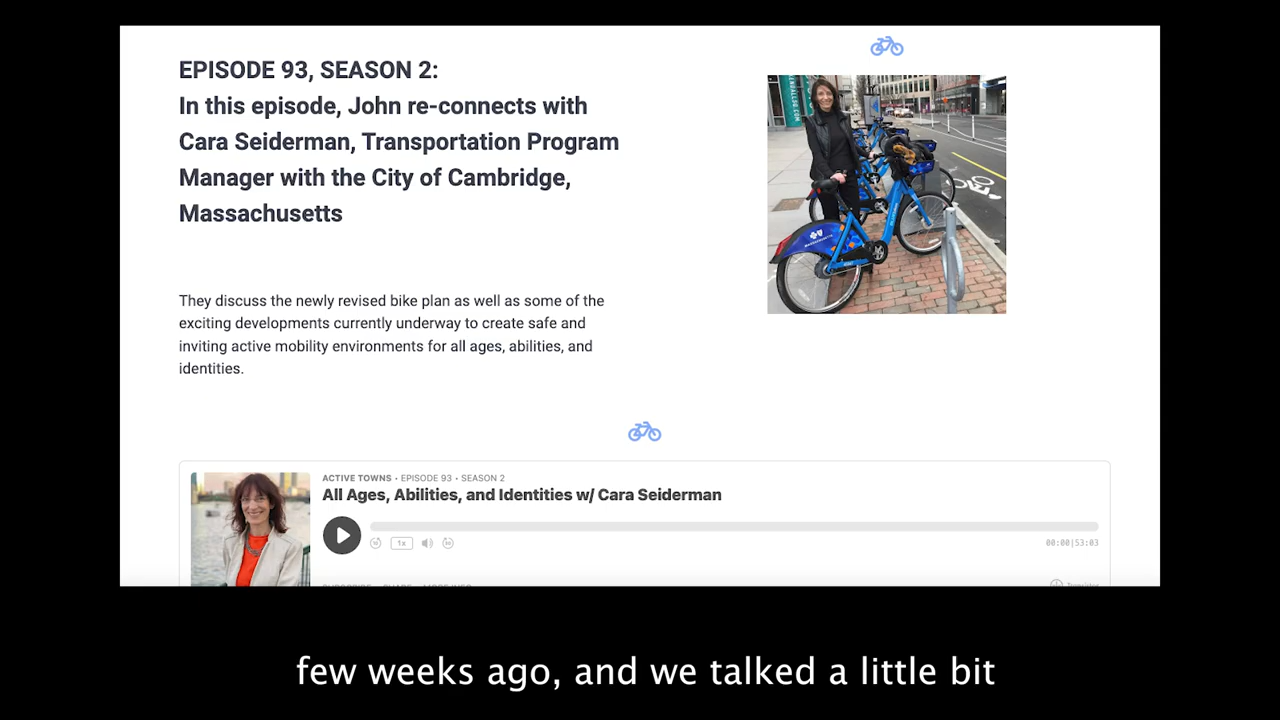 EPISODE 93, SEASON 2:
In this episode, John re-connects with
Cara Seiderman, Transportation Program
Manager with the City of Cambridge,
Massachusetts
They discuss the newly revised bike plan as well as some of the
exciting developments currently underway to create safe and
inviting active mobility environments for all ages, abilities, and
identities.
ACTIVE TOWNS • EPISODE 93 • SEASON 2
All Ages, Abilities, and Identities w/ Cara Seiderman
1x
00:00|53:03
few weeks ago, and we talked a little bit